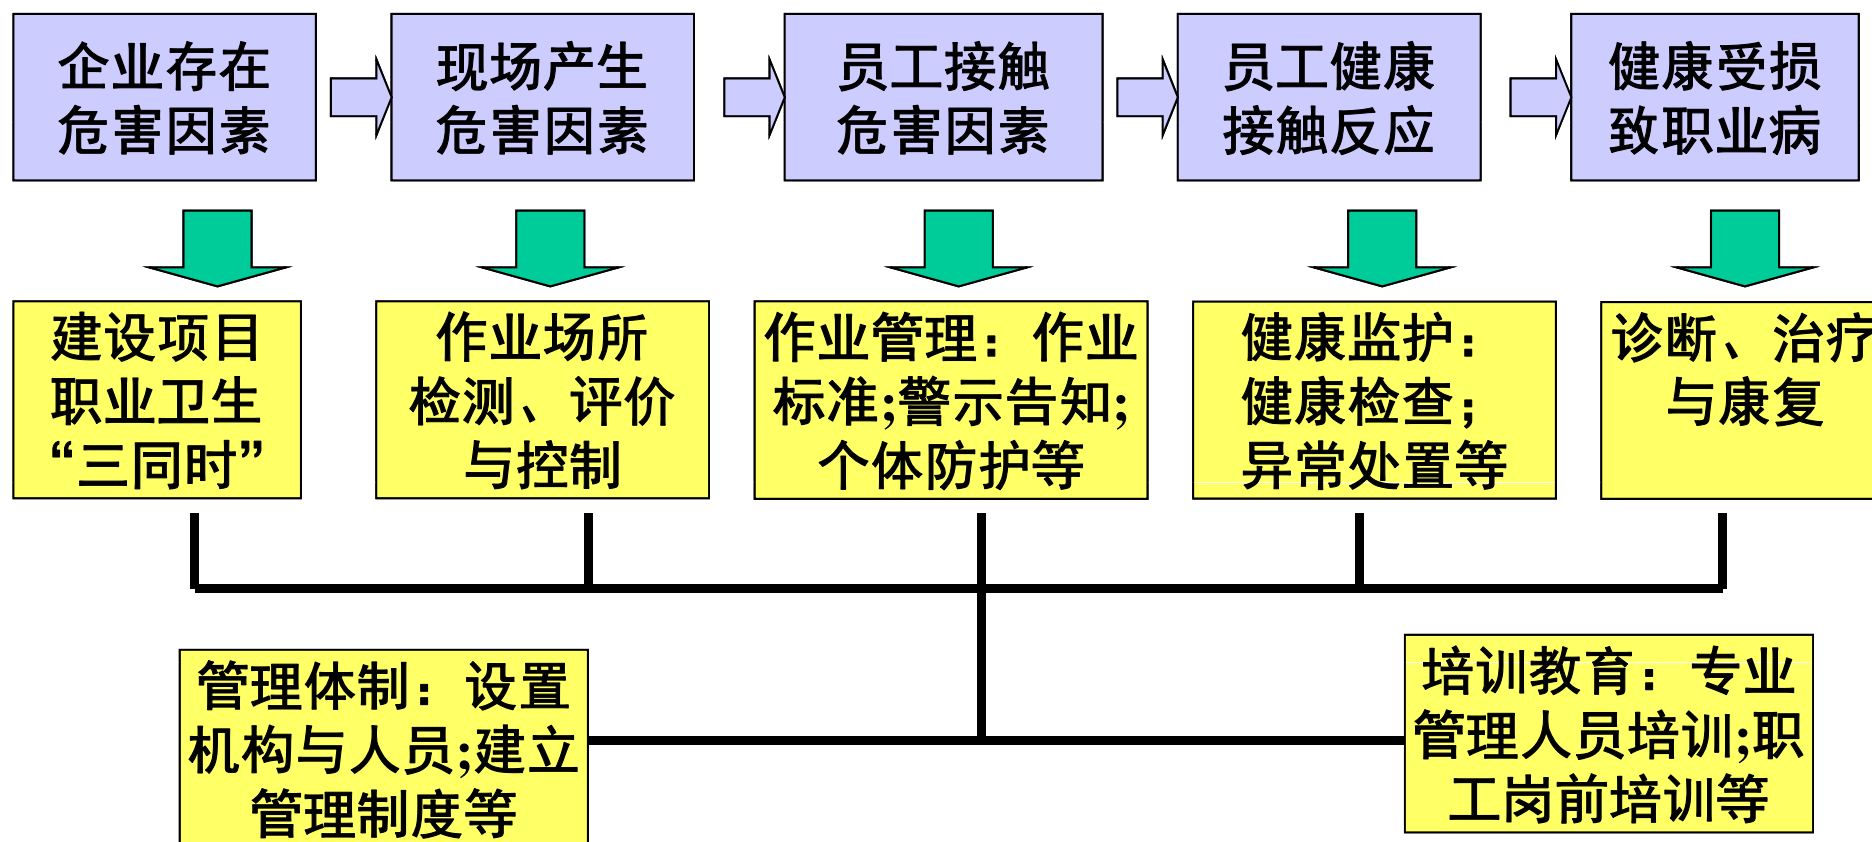 企业存在
危害因素
现场产生
危害因素
员工接触
危害因素
员工健康
接触反应
健康受损
致职业病
建设项目
职业卫生
“三同时”
作业场所
检测、评价
与控制
作业管理：作业
标准;警示告知;
个体防护等
健康监护：
健康检查；
异常处置等
诊断、治疗
与康复
管理体制：设置
机构与人员;建立
管理制度等
培训教育：专业
管理人员培训;职
工岗前培训等